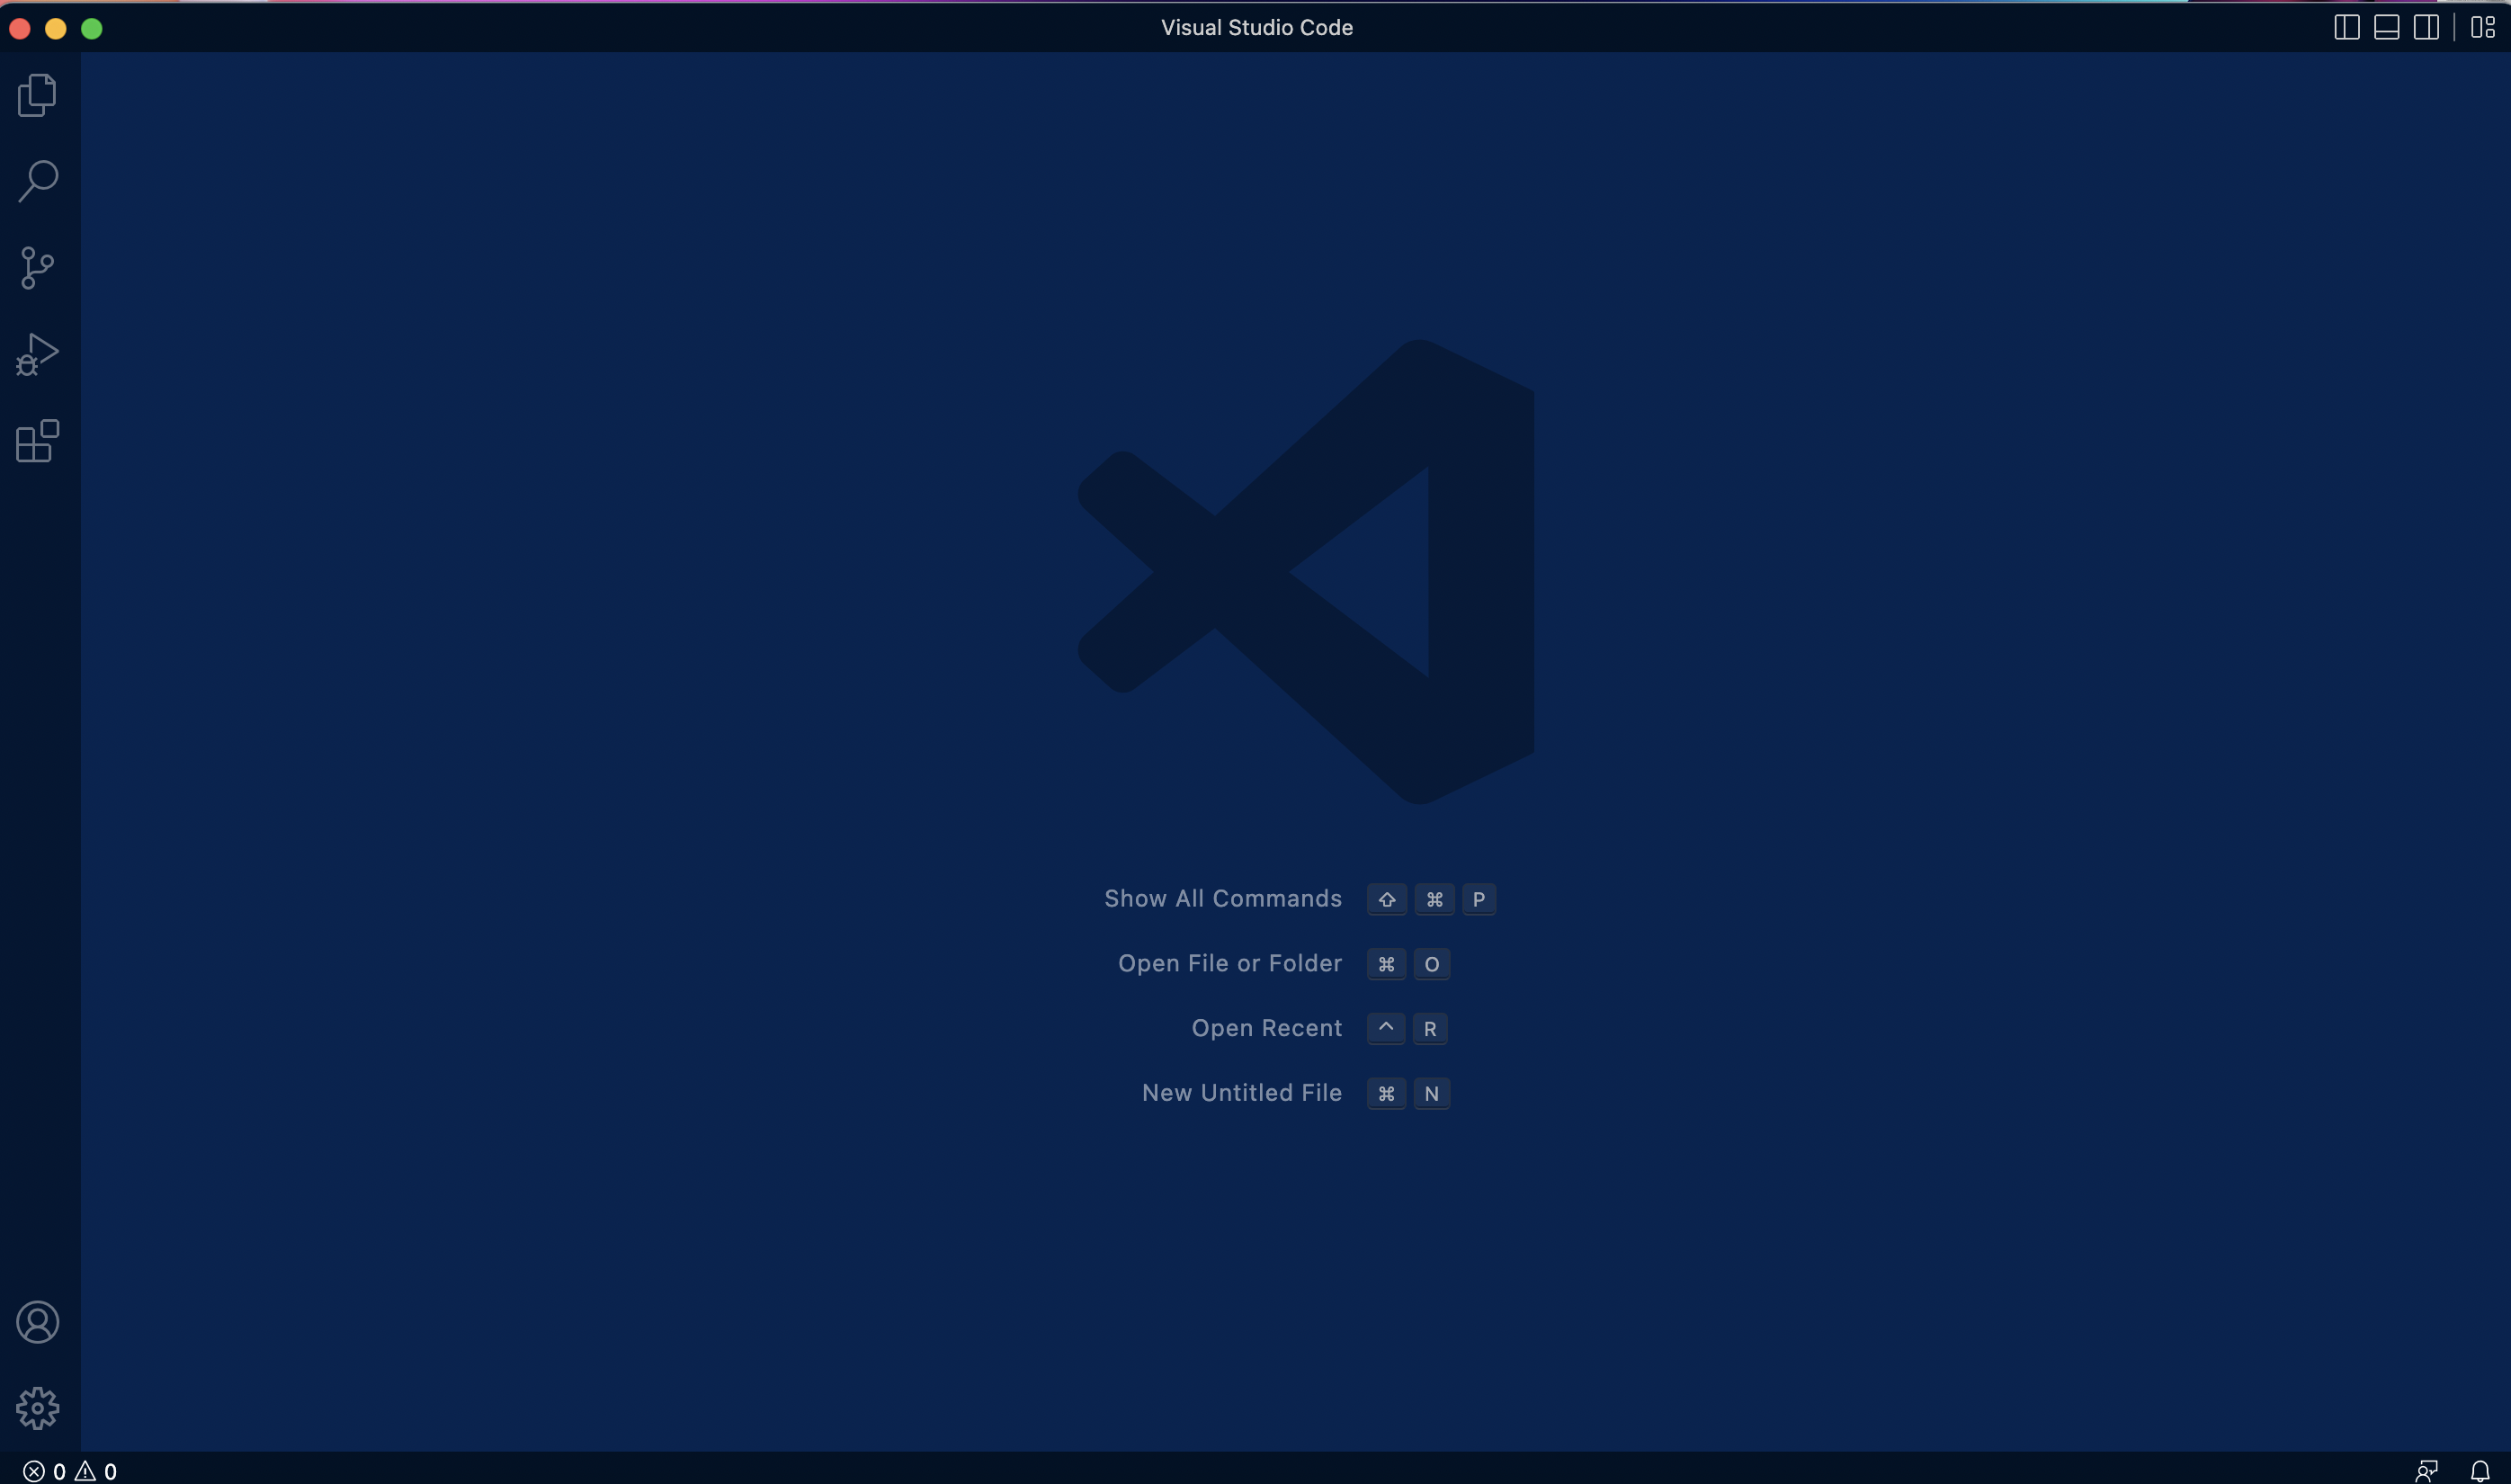 Visual Studio Code
Show All Commands ⇧ ⌘ P
Open File or Folder ⌘ O
Open Recent ^ R
New Untitled File ⌘ N
0 0